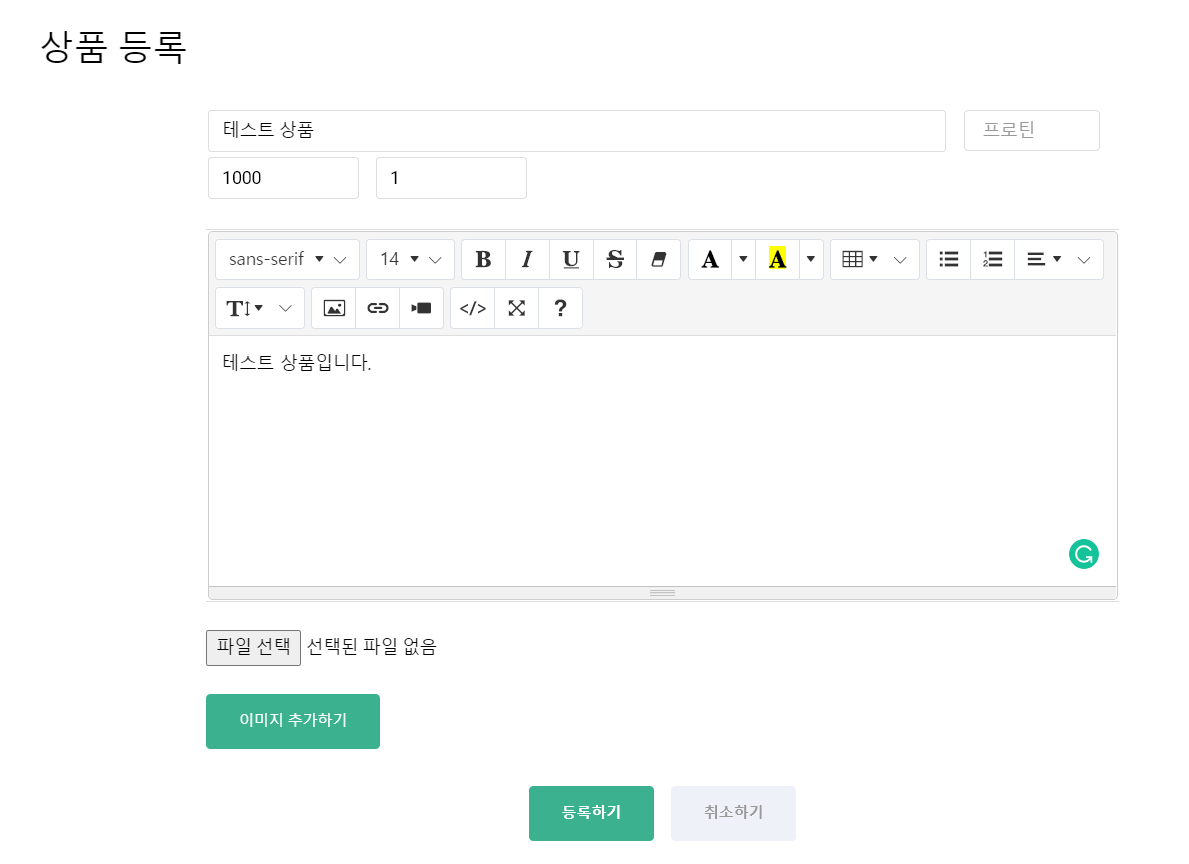 상품 등록
테스트 상품 프로틴
1000 1
sans-serif 14 B I U S A A
T </> ?
테스트 상품입니다.
파일 선택 선택된 파일 없음
이미지 추가하기
등록하기 취소하기